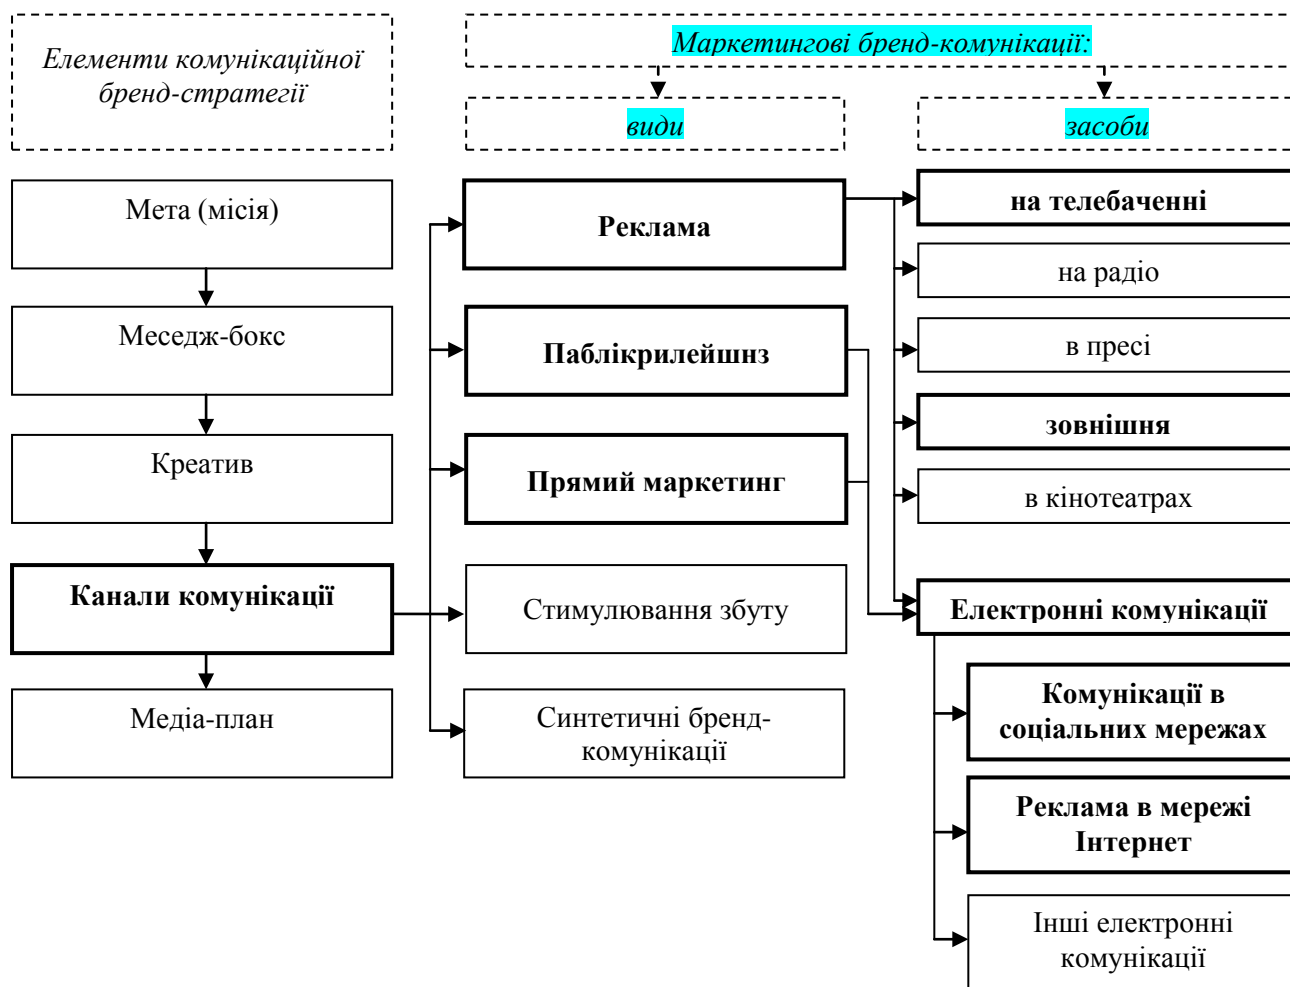 Елементи комунікаційної
бренд-стратегії
Мета (місія)
Меседж-бокс
Креатив
Канали комунікації
Медіа-план
Маркетингові бренд-комунікації:
види
засоби
Реклама
Паблікрилейшнз
Прямий маркетинг
Стимулювання збуту
Синтетичні бренд-
комунікації
на телебаченні
на радіо
в пресі
зовнішня
в кінотеатрах
Електронні комунікації
Комунікації в
соціальних мережах
Реклама в мережі
Інтернет
Інші електронні
комунікації